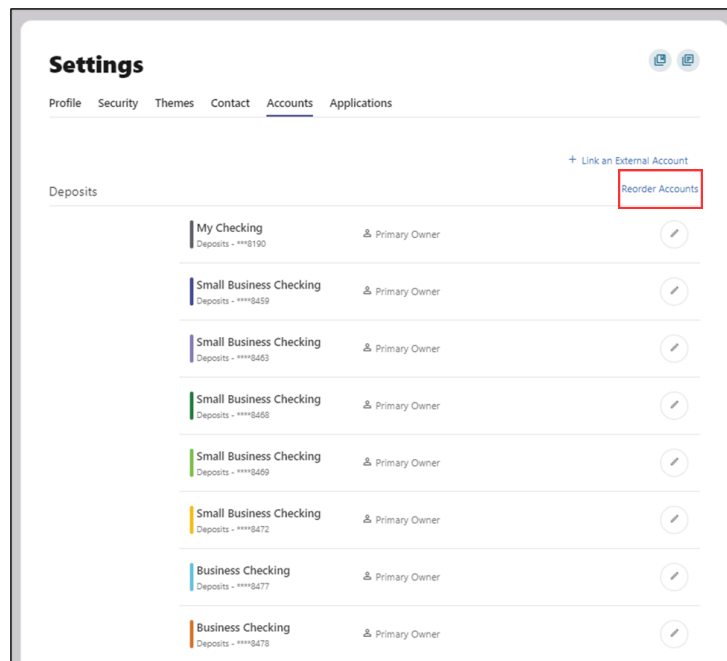 Settings
Profile Security Themes Contact Accounts Applications
+ Link an External Account
Deposits
Reorder Accounts
My Checking
Deposits - ***8190
Primary Owner
Small Business Checking
Deposits - ****8459
Primary Owner
Small Business Checking
Deposits - ****8463
Primary Owner
Small Business Checking
Deposits - ****8468
Primary Owner
Small Business Checking
Deposits - ****8469
Primary Owner
Small Business Checking
Deposits - ****8472
Primary Owner
Business Checking
Deposits - ****8477
Primary Owner
Business Checking
Deposits - ****8478
Primary Owner